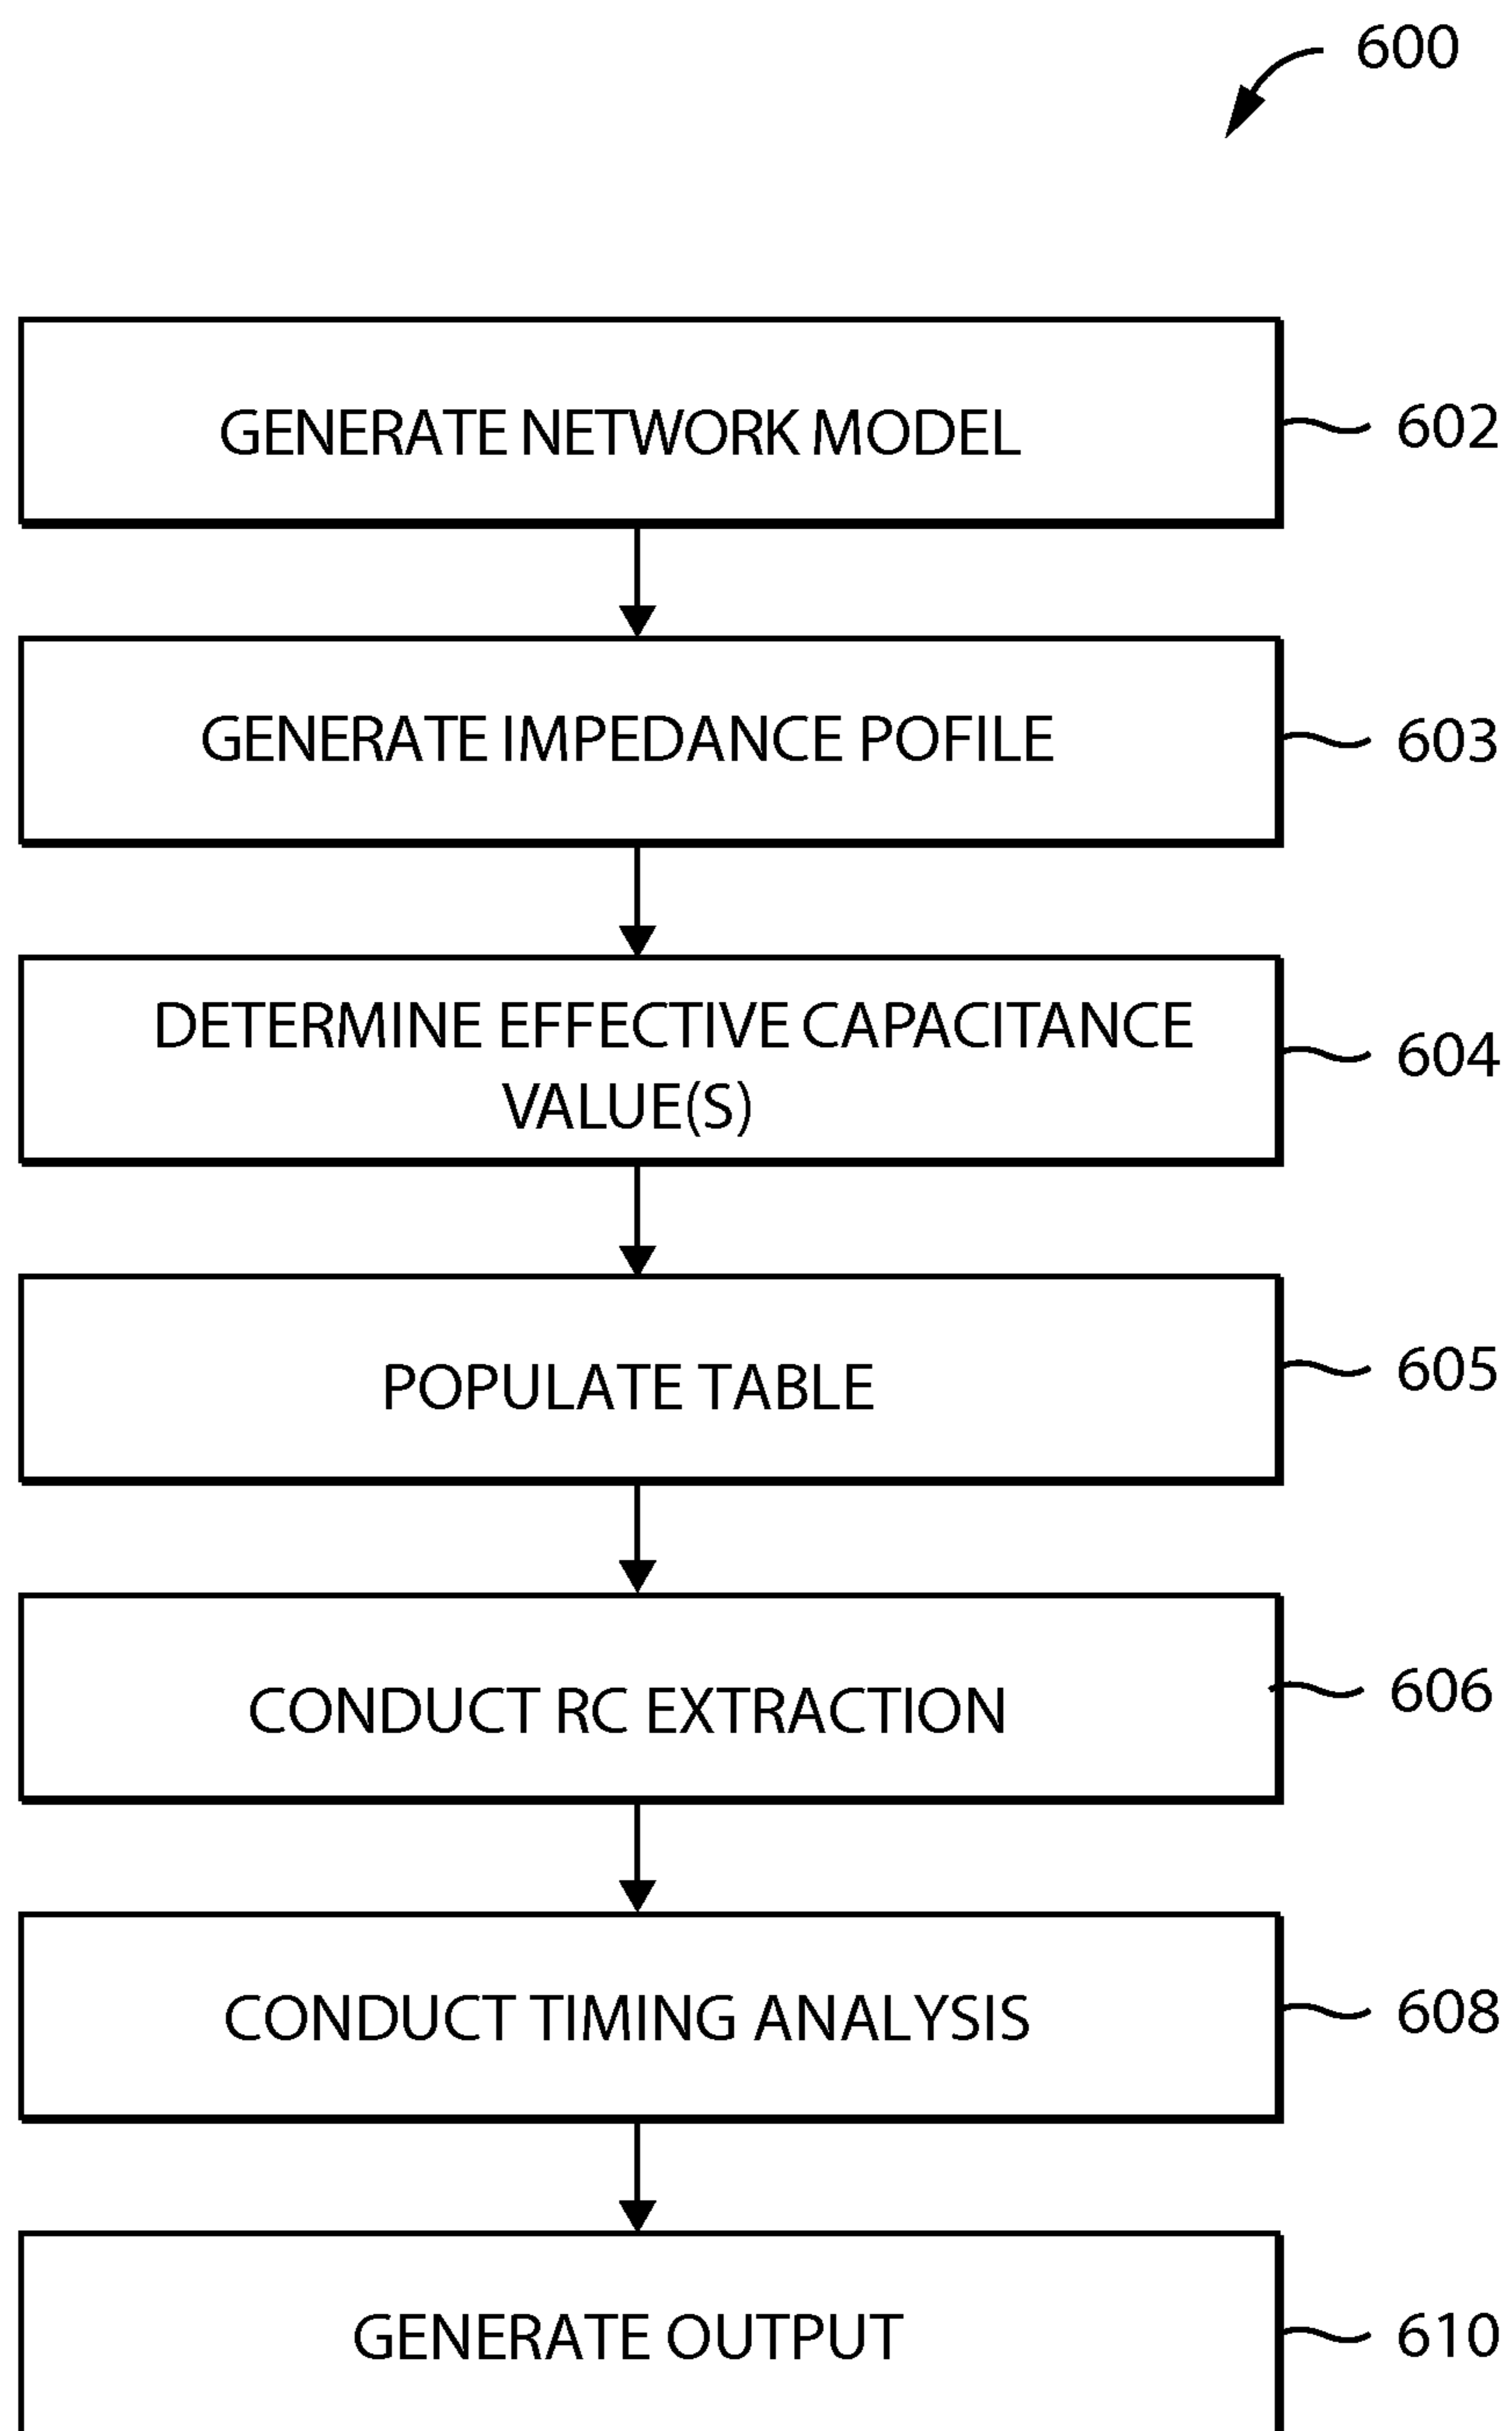 600
GENERATE NETWORK MODEL
602
GENERATE IMPEDANCE POFILE
603
DETERMINE EFFECTIVE CAPACITANCE
VALUE(S)
604
POPULATE TABLE
605
CONDUCT RC EXTRACTION
606
CONDUCT TIMING ANALYSIS
608
GENERATE OUTPUT
610